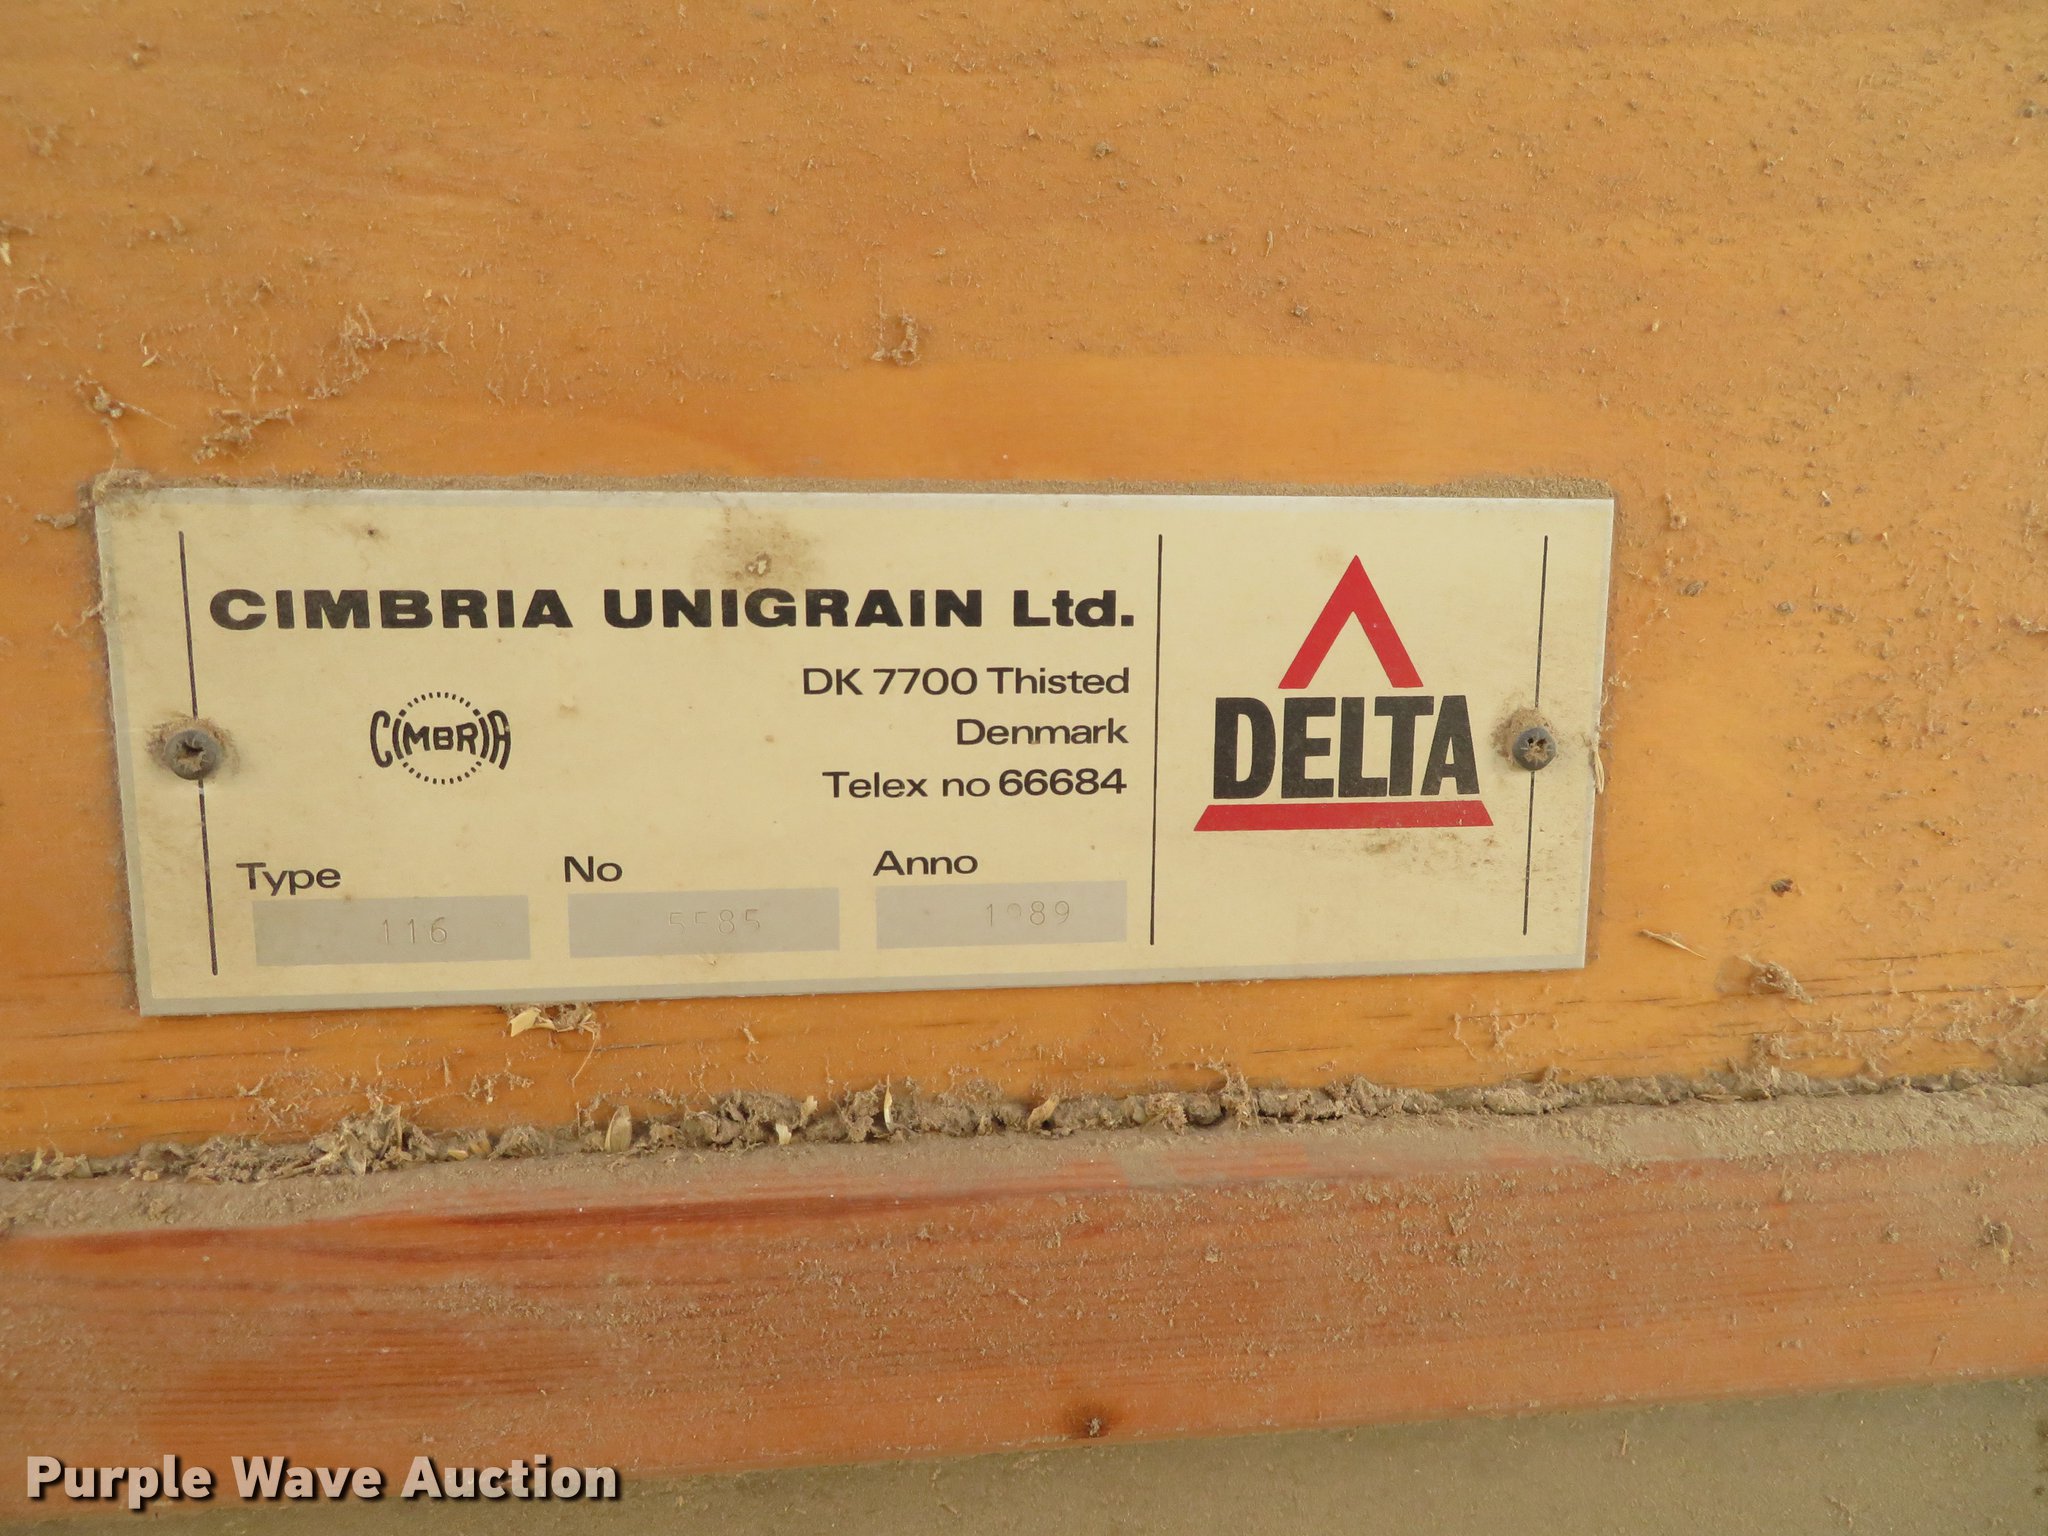 CIMBRIA UNIGRAIN Ltd.
DK 7700 Thisted
Denmark
Telex no 66684
CIMBRIA
Type
No
Anno
116
5585
1989
DELTA
Purple Wave Auction